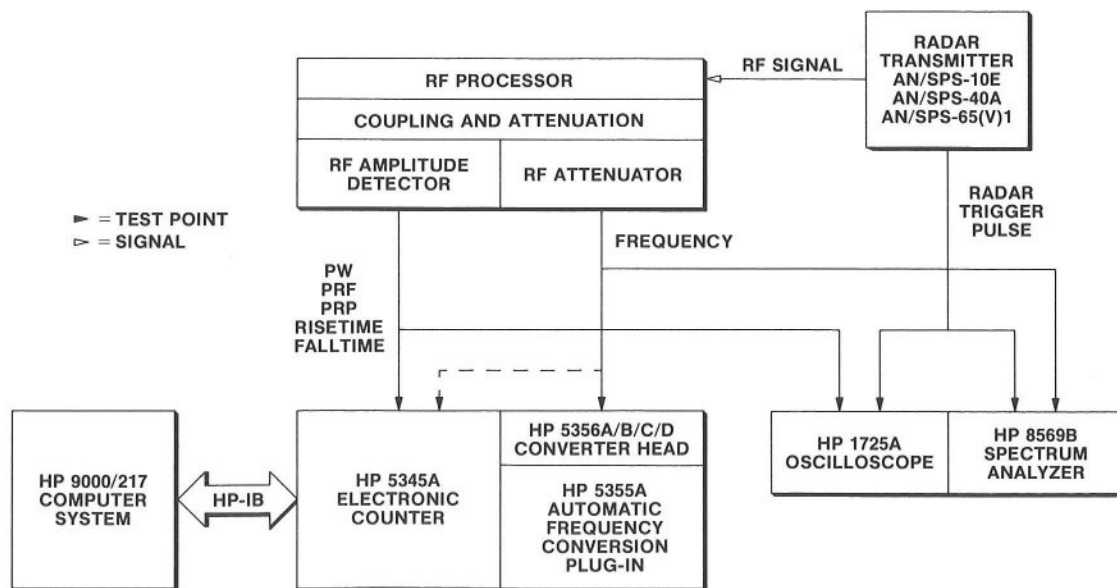 RADAR
TRANSMITTER
AN/SPS-10E
AN/SPS-40A
AN/SPS-65(V)1
RF SIGNAL
RF PROCESSOR
COUPLING AND ATTENUATION
RF AMPLITUDE
DETECTOR
RF ATTENUATOR
► = TEST POINT
▷ = SIGNAL
RADAR
TRIGGER
PULSE
FREQUENCY
PW
PRF
PRP
RISETIME
FALLTIME
HP 9000/217
COMPUTER
SYSTEM
HP-IB
HP 5345A
ELECTRONIC
COUNTER
HP 5356A/B/C/D
CONVERTER HEAD
HP 5355A
AUTOMATIC
FREQUENCY
CONVERSION
PLUG-IN
HP 1725A
OSCILLOSCOPE
HP 8569B
SPECTRUM
ANALYZER